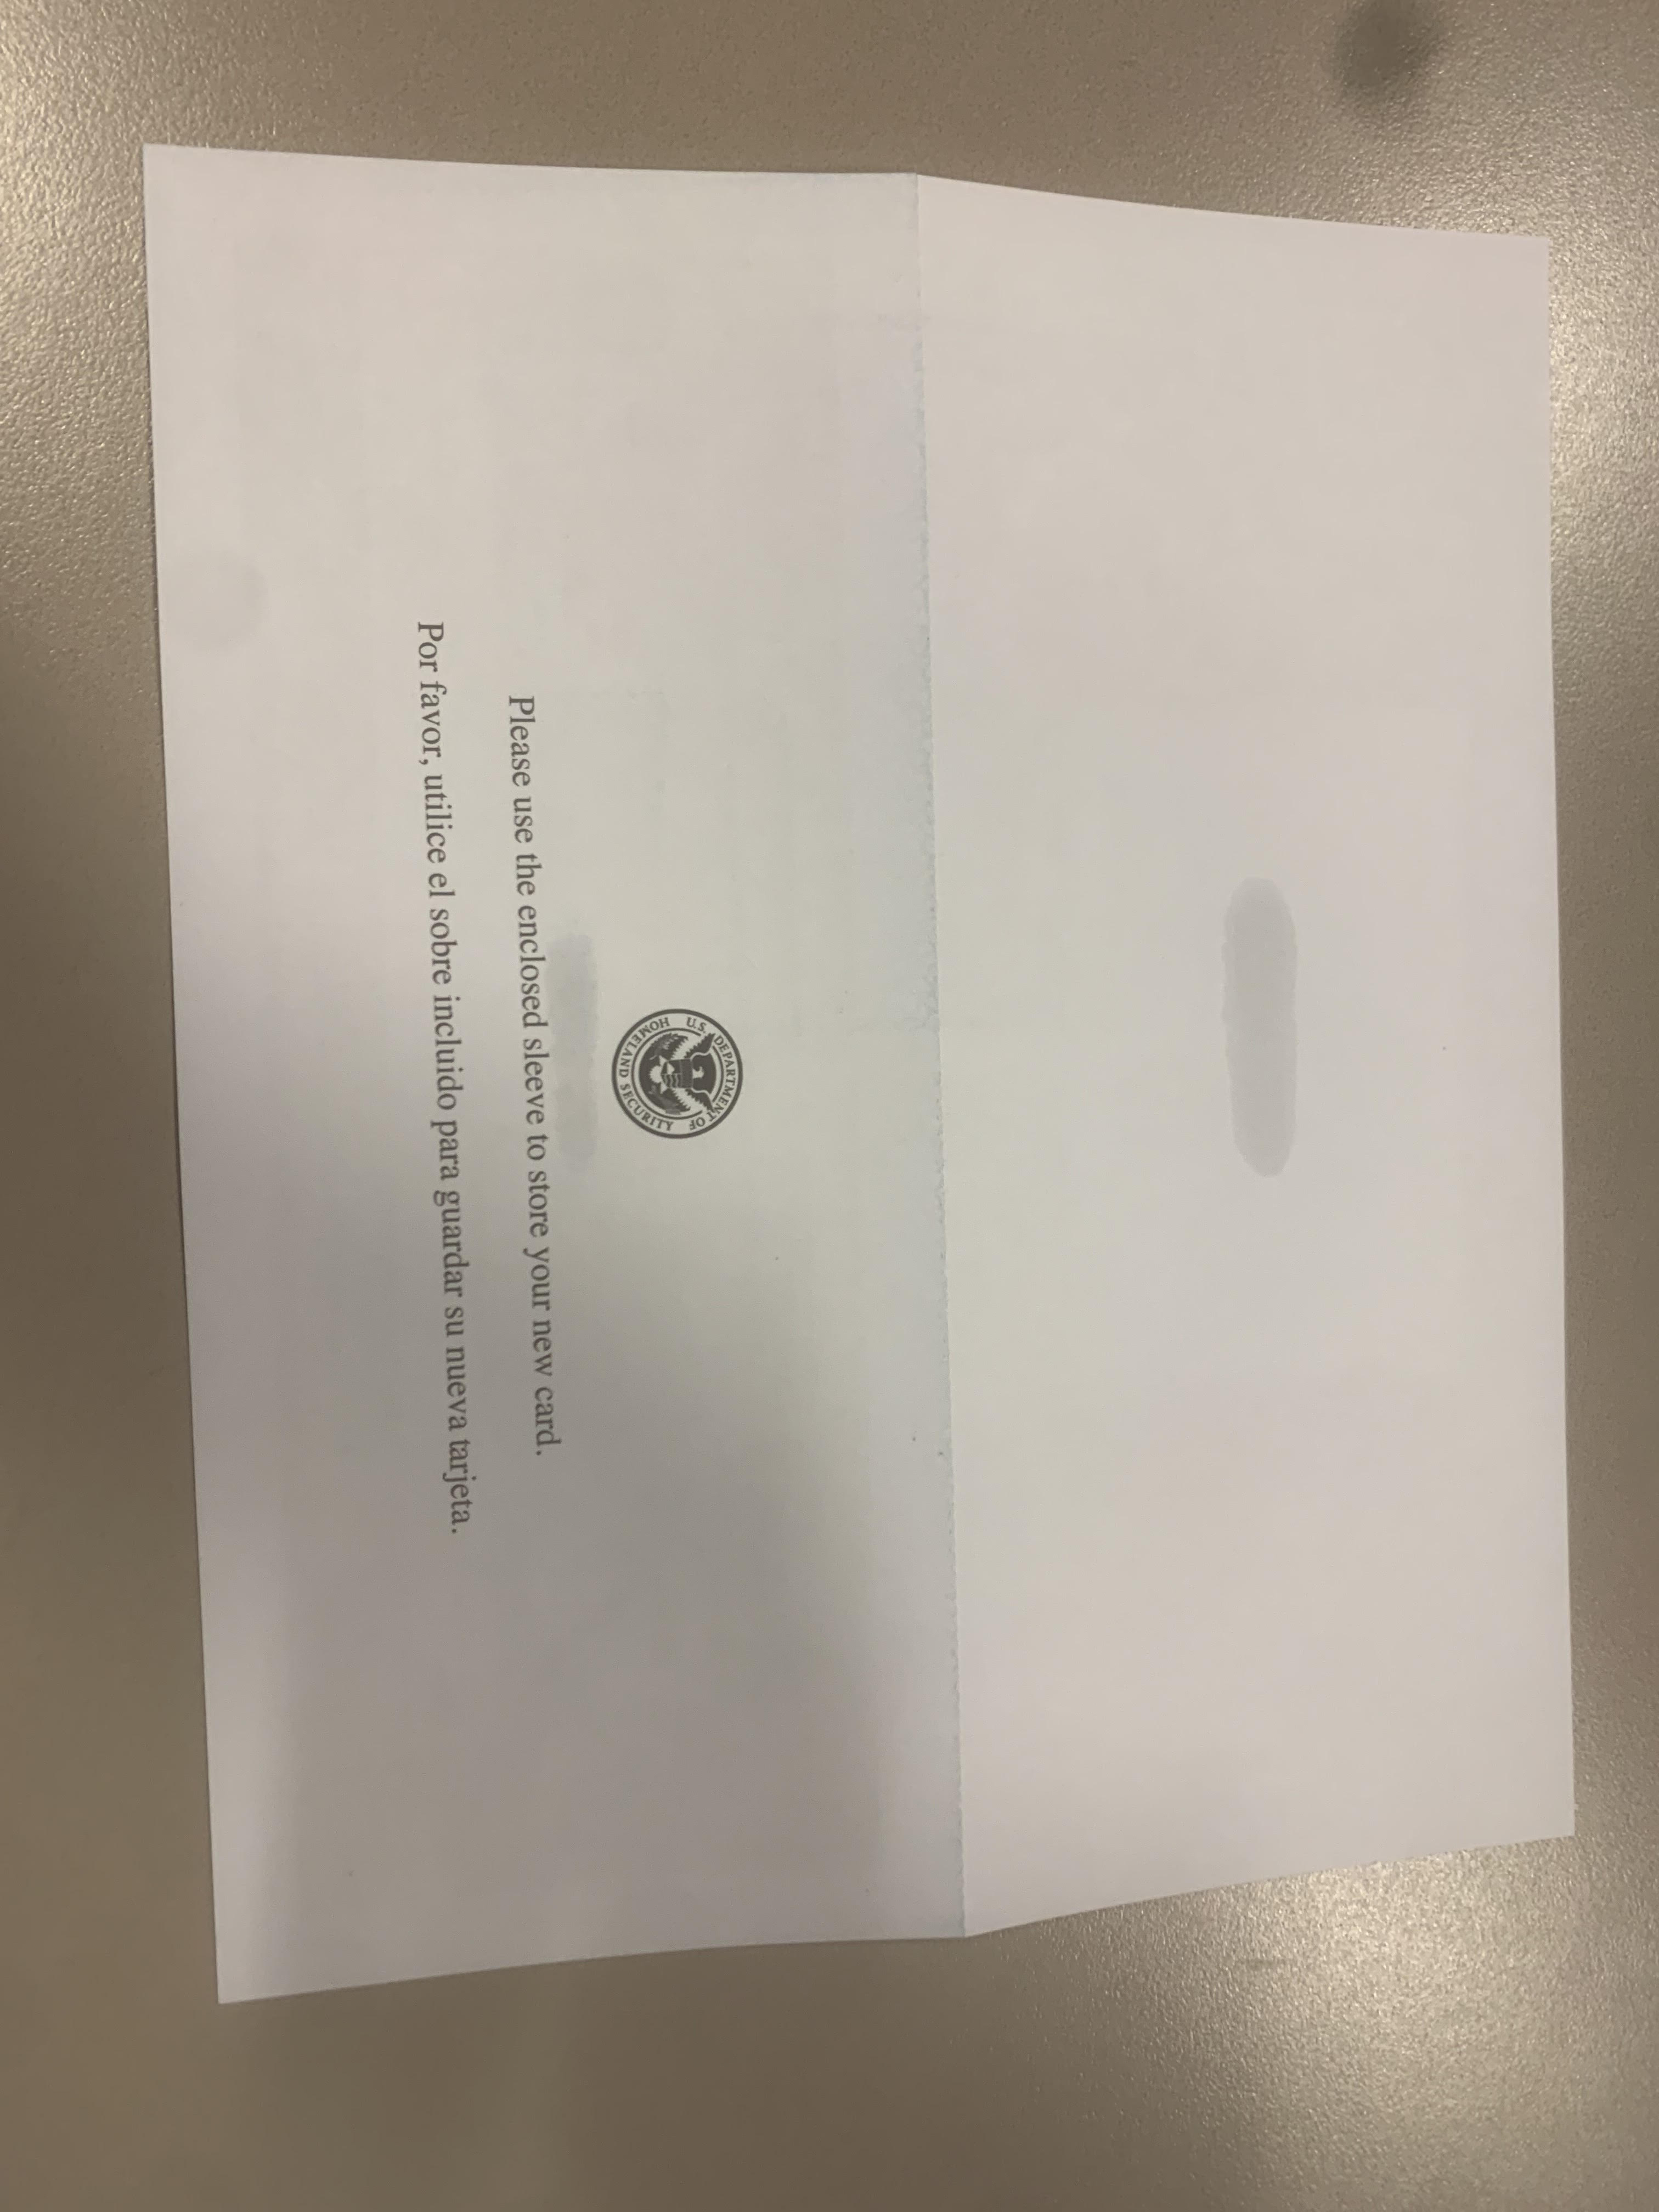 U.S. DEPARTMENT OF HOMELAND SECURITY
Please use the enclosed sleeve to store your new card.
Por favor, utilice el sobre incluido para guardar su nueva tarjeta.